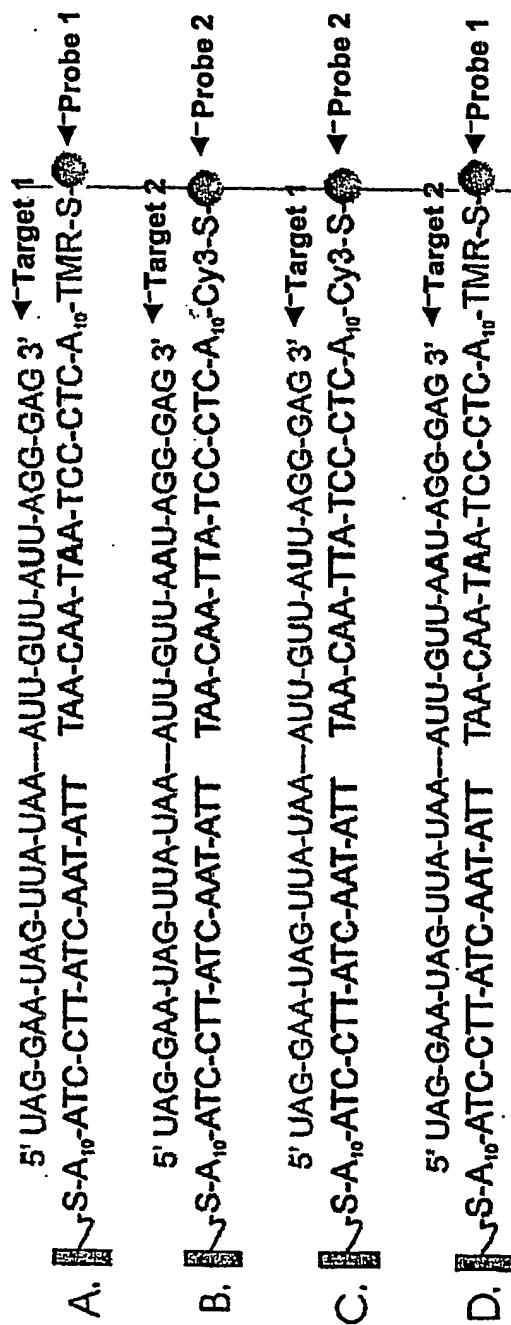 5' UAG-GAA-UAG-UUA-UAA—AUU-GUU-AUU-AGG-GAG 3' Target 1
A. S-A₁₀-ATC-CTT-ATC-AAT-ATT TAA-CAA-TAA-TCC-CTC-A₁₀-TMR-S- Probe 1
5' UAG-GAA-UAG-UUA-UAA—AUU-GUU-AAU-AGG-GAG 3' Target 2
B. S-A₁₀-ATC-CTT-ATC-AAT-ATT TAA-CAA-TTA-TCC-CTC-A₁₀-Cy3-S- Probe 2
5' UAG-GAA-UAG-UUA-UAA—AUU-GUU-AUU-AGG-GAG 3' Target 1
C. S-A₁₀-ATC-CTT-ATC-AAT-ATT TAA-CAA-TTA-TCC-CTC-A₁₀-Cy3-S- Probe 2
5' UAG-GAA-UAG-UUA-UAA—AUU-GUU-AAU-AGG-GAG 3' Target 2
D. S-A₁₀-ATC-CTT-ATC-AAT-ATT TAA-CAA-TAA-TCC-CTC-A₁₀-TMR-S- Probe 1